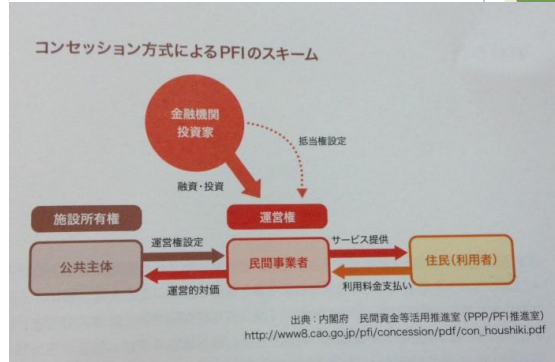 コンセッション方式によるPFIのスキーム
金融機関
投資家
抵当権設定
融資・投資
施設所有権
運営権
公共主体
運営権設定
運営的対価
民間事業者
サービス提供
利用料金支払い
住民(利用者)
出典:内閣府 民間資金等活用推進室(PPP/PFI推進室)
http://www8.cao.go.jp/pfi/concession/pdf/con_houshiki.pdf